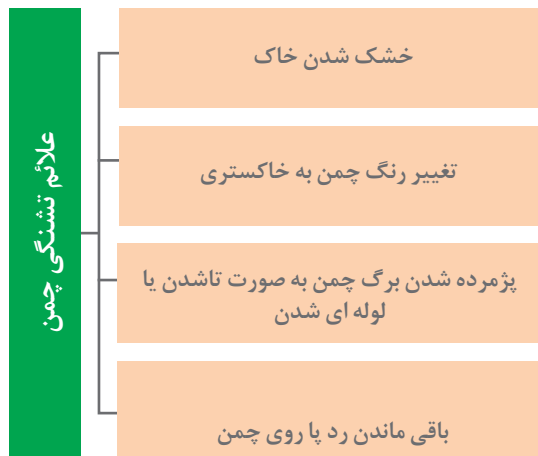 علائم تشنگی چمن
خشک شدن خاک
تغییر رنگ چمن به خاکستری
پژمرده شدن برگ چمن به صورت تاشدن یا
لوله ای شدن
باقی ماندن رد پا روی چمن